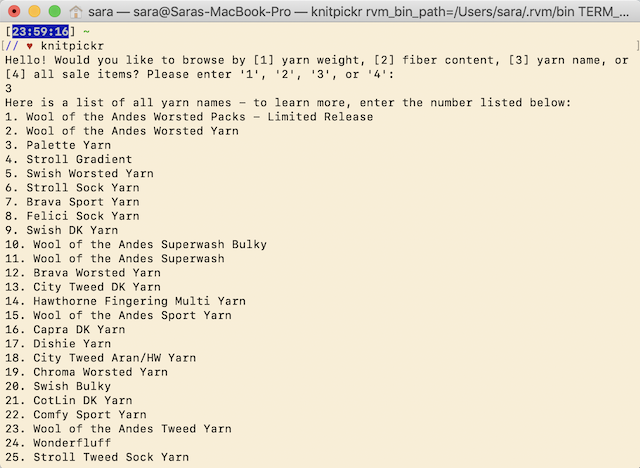 sara — sara@Saras-MacBook-Pro — knitpickr rvm_bin_path=/Users/sara/.rvm/bin TERM_...
[23:59:16] ~
[// ♥ knitpickr ]
Hello! Would you like to browse by [1] yarn weight, [2] fiber content, [3] yarn name, or
[4] all sale items? Please enter '1', '2', '3', or '4':
3
Here is a list of all yarn names – to learn more, enter the number listed below:
1. Wool of the Andes Worsted Packs – Limited Release
2. Wool of the Andes Worsted Yarn
3. Palette Yarn
4. Stroll Gradient
5. Swish Worsted Yarn
6. Stroll Sock Yarn
7. Brava Sport Yarn
8. Felici Sock Yarn
9. Swish DK Yarn
10. Wool of the Andes Superwash Bulky
11. Wool of the Andes Superwash
12. Brava Worsted Yarn
13. City Tweed DK Yarn
14. Hawthorne Fingering Multi Yarn
15. Wool of the Andes Sport Yarn
16. Capra DK Yarn
17. Dishie Yarn
18. City Tweed Aran/HW Yarn
19. Chroma Worsted Yarn
20. Swish Bulky
21. CotLin DK Yarn
22. Comfy Sport Yarn
23. Wool of the Andes Tweed Yarn
24. Wonderfluff
25. Stroll Tweed Sock Yarn